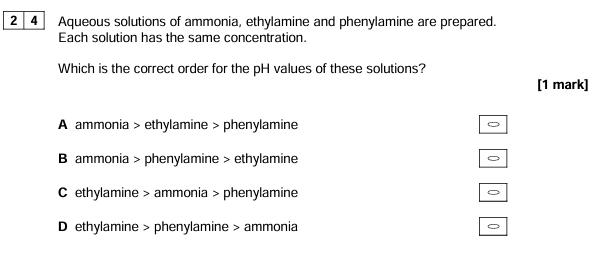 2 4 Aqueous solutions of ammonia, ethylamine and phenylamine are prepared.
Each solution has the same concentration.
Which is the correct order for the pH values of these solutions?
[1 mark]
A ammonia > ethylamine > phenylamine
B ammonia > phenylamine > ethylamine
C ethylamine > ammonia > phenylamine
D ethylamine > phenylamine > ammonia